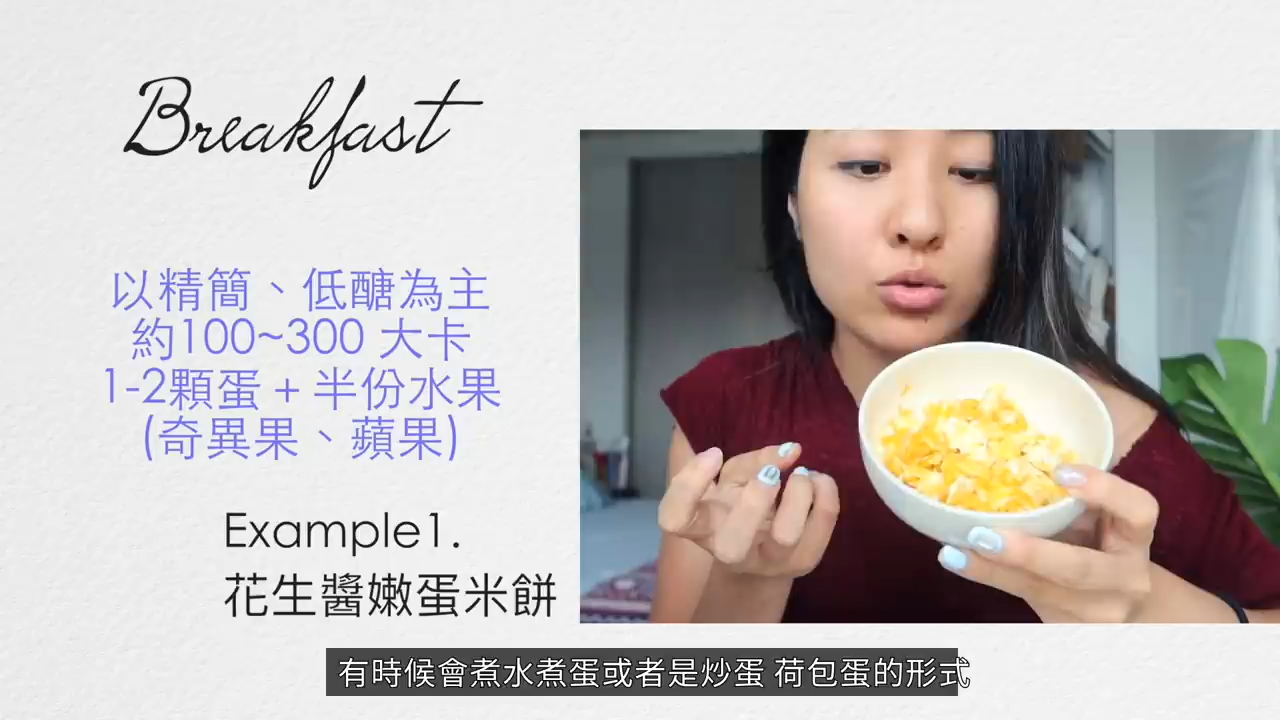 Breakfast
以精簡、低醣為主
約100~300 大卡
1-2顆蛋 + 半份水果
(奇異果、蘋果)
Example1.
花生醬嫩蛋米餅
有時候會煮水煮蛋或者是炒蛋 荷包蛋的形式